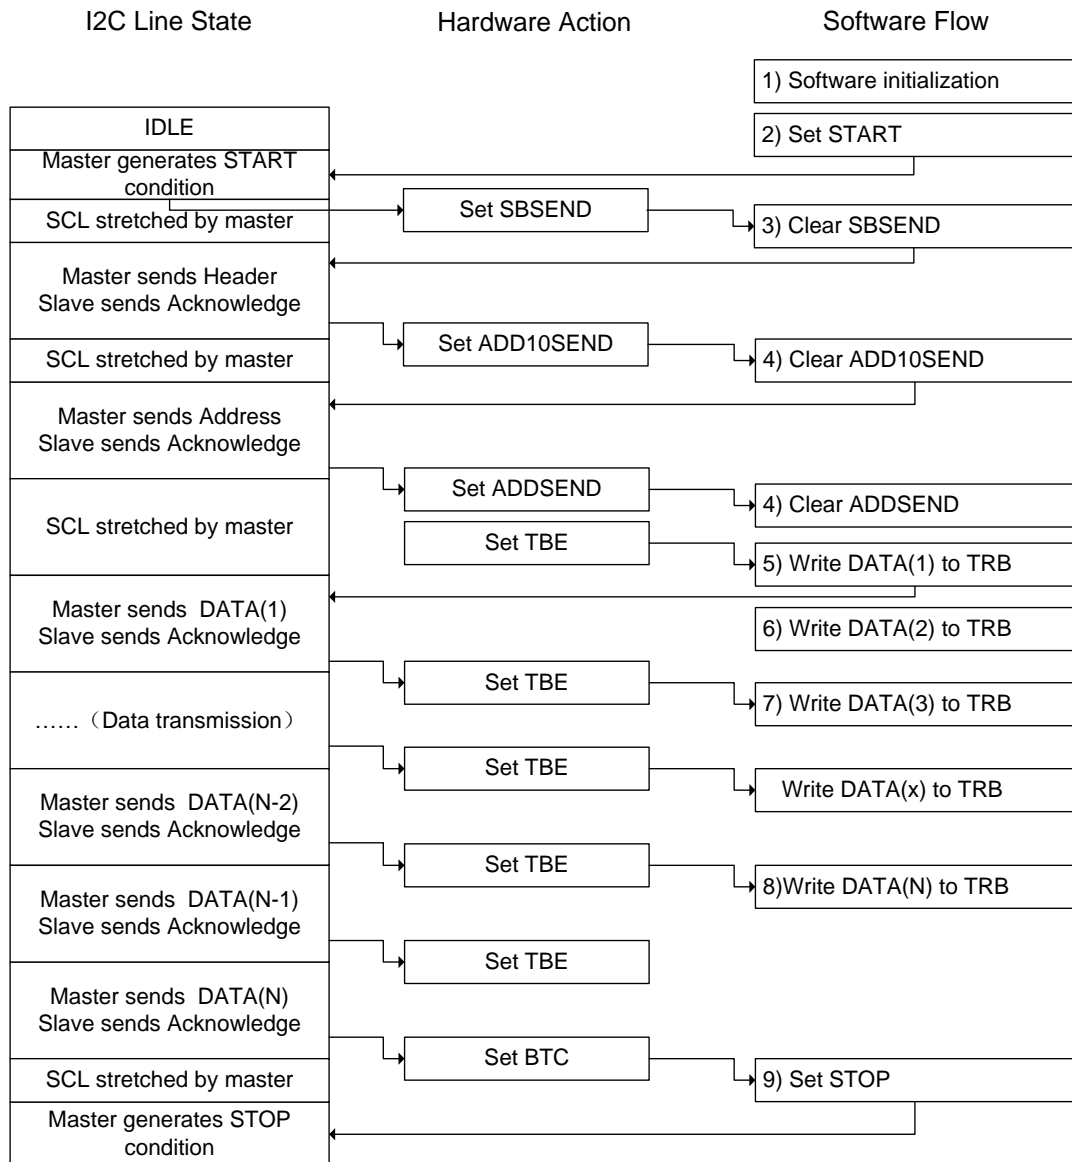 I2C Line State
Hardware Action
Software Flow
1) Software initialization
IDLE
2) Set START
Master generates START
condition
Set SBSEND
SCL stretched by master
3) Clear SBSEND
Master sends Header
Slave sends Acknowledge
Set ADD10SEND
SCL stretched by master
4) Clear ADD10SEND
Master sends Address
Slave sends Acknowledge
Set ADDSEND
4) Clear ADDSEND
SCL stretched by master
Set TBE
5) Write DATA(1) to TRB
Master sends  DATA(1)
Slave sends Acknowledge
6) Write DATA(2) to TRB
Set TBE
7) Write DATA(3) to TRB
……（Data transmission）
Set TBE
Write DATA(x) to TRB
Master sends  DATA(N-2)
Slave sends Acknowledge
Set TBE
8)Write DATA(N) to TRB
Master sends  DATA(N-1)
Slave sends Acknowledge
Set TBE
Master sends  DATA(N)
Slave sends Acknowledge
Set BTC
SCL stretched by master
9) Set STOP
Master generates STOP
condition